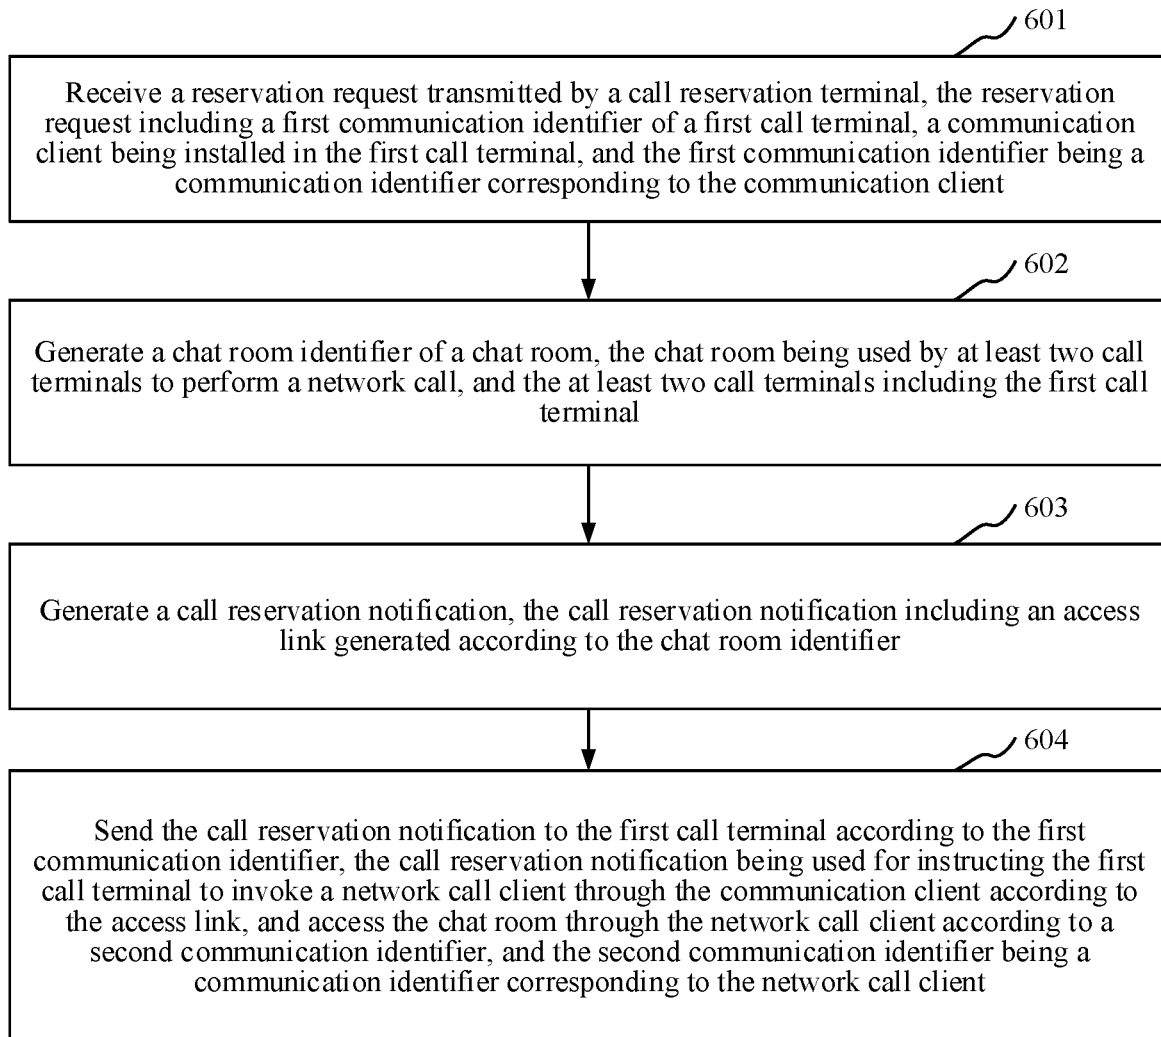 601
Receive a reservation request transmitted by a call reservation terminal, the reservation
request including a first communication identifier of a first call terminal, a communication
client being installed in the first call terminal, and the first communication identifier being a
communication identifier corresponding to the communication client
602
Generate a chat room identifier of a chat room, the chat room being used by at least two call
terminals to perform a network call, and the at least two call terminals including the first call
terminal
603
Generate a call reservation notification, the call reservation notification including an access
link generated according to the chat room identifier
604
Send the call reservation notification to the first call terminal according to the first
communication identifier, the call reservation notification being used for instructing the first
call terminal to invoke a network call client through the communication client according to
the access link, and access the chat room through the network call client according to a
second communication identifier, and the second communication identifier being a
communication identifier corresponding to the network call client